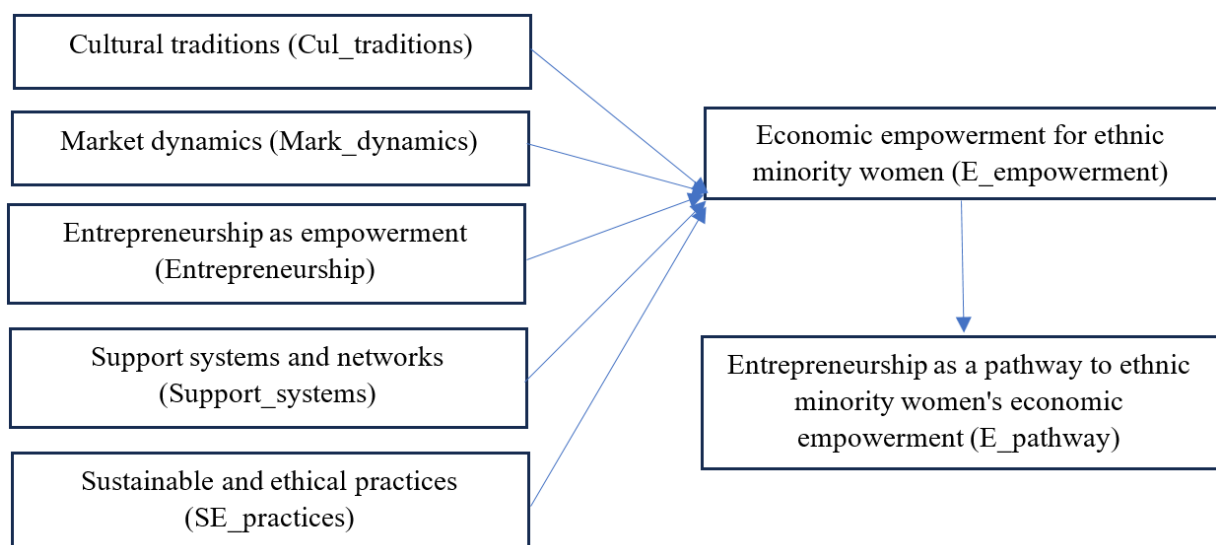 Cultural traditions (Cul_traditions)
Market dynamics (Mark_dynamics)
Entrepreneurship as empowerment
(Entrepreneurship)
Support systems and networks
(Support_systems)
Sustainable and ethical practices
(SE_practices)
Economic empowerment for ethnic
minority women (E_empowerment)
Entrepreneurship as a pathway to ethnic
minority women's economic
empowerment (E_pathway)